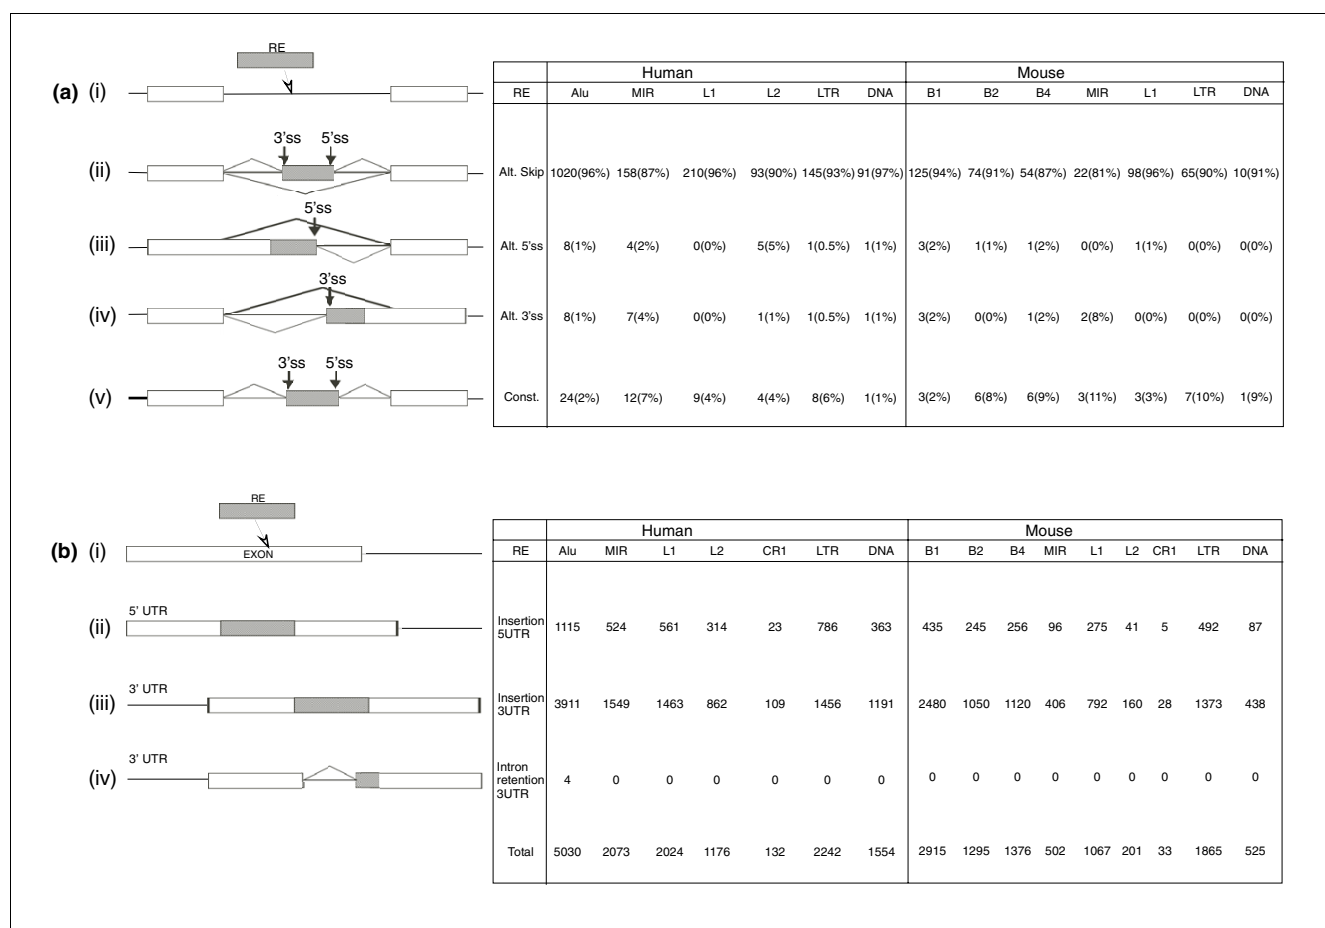 RE
(a) (i)
3'ss 5'ss
(ii)
5'ss
(iii)
3'ss
(iv)
3'ss 5'ss
(v)
Human Mouse
RE Alu MIR L1 L2 LTR DNA B1 B2 B4 MIR L1 LTR DNA
Alt. Skip 1020(96%) 158(87%) 210(96%) 93(90%) 145(93%) 91(97%) 125(94%) 74(91%) 54(87%) 22(81%) 98(96%) 65(90%) 10(91%)
Alt. 5'ss 8(1%) 4(2%) 0(0%) 5(5%) 1(0.5%) 1(1%) 3(2%) 1(1%) 1(2%) 0(0%) 1(1%) 0(0%) 0(0%)
Alt. 3'ss 8(1%) 7(4%) 0(0%) 1(1%) 1(0.5%) 1(1%) 3(2%) 0(0%) 1(2%) 2(8%) 0(0%) 0(0%) 0(0%)
Const. 24(2%) 12(7%) 9(4%) 4(4%) 8(6%) 1(1%) 3(2%) 6(8%) 6(9%) 3(11%) 3(3%) 7(10%) 1(9%)
RE
(b) (i) EXON
5' UTR
(ii)
3' UTR
(iii)
3' UTR
(iv)
Human Mouse
RE Alu MIR L1 L2 CR1 LTR DNA B1 B2 B4 MIR L1 L2 CR1 LTR DNA
Insertion
5UTR 1115 524 561 314 23 786 363 435 245 256 96 275 41 5 492 87
Insertion
3UTR 3911 1549 1463 862 109 1456 1191 2480 1050 1120 406 792 160 28 1373 438
Intron
retention 4 0 0 0 0 0 0 0 0 0 0 0 0 0 0 0
3UTR
Total 5030 2073 2024 1176 132 2242 1554 2915 1295 1376 502 1067 201 33 1865 525